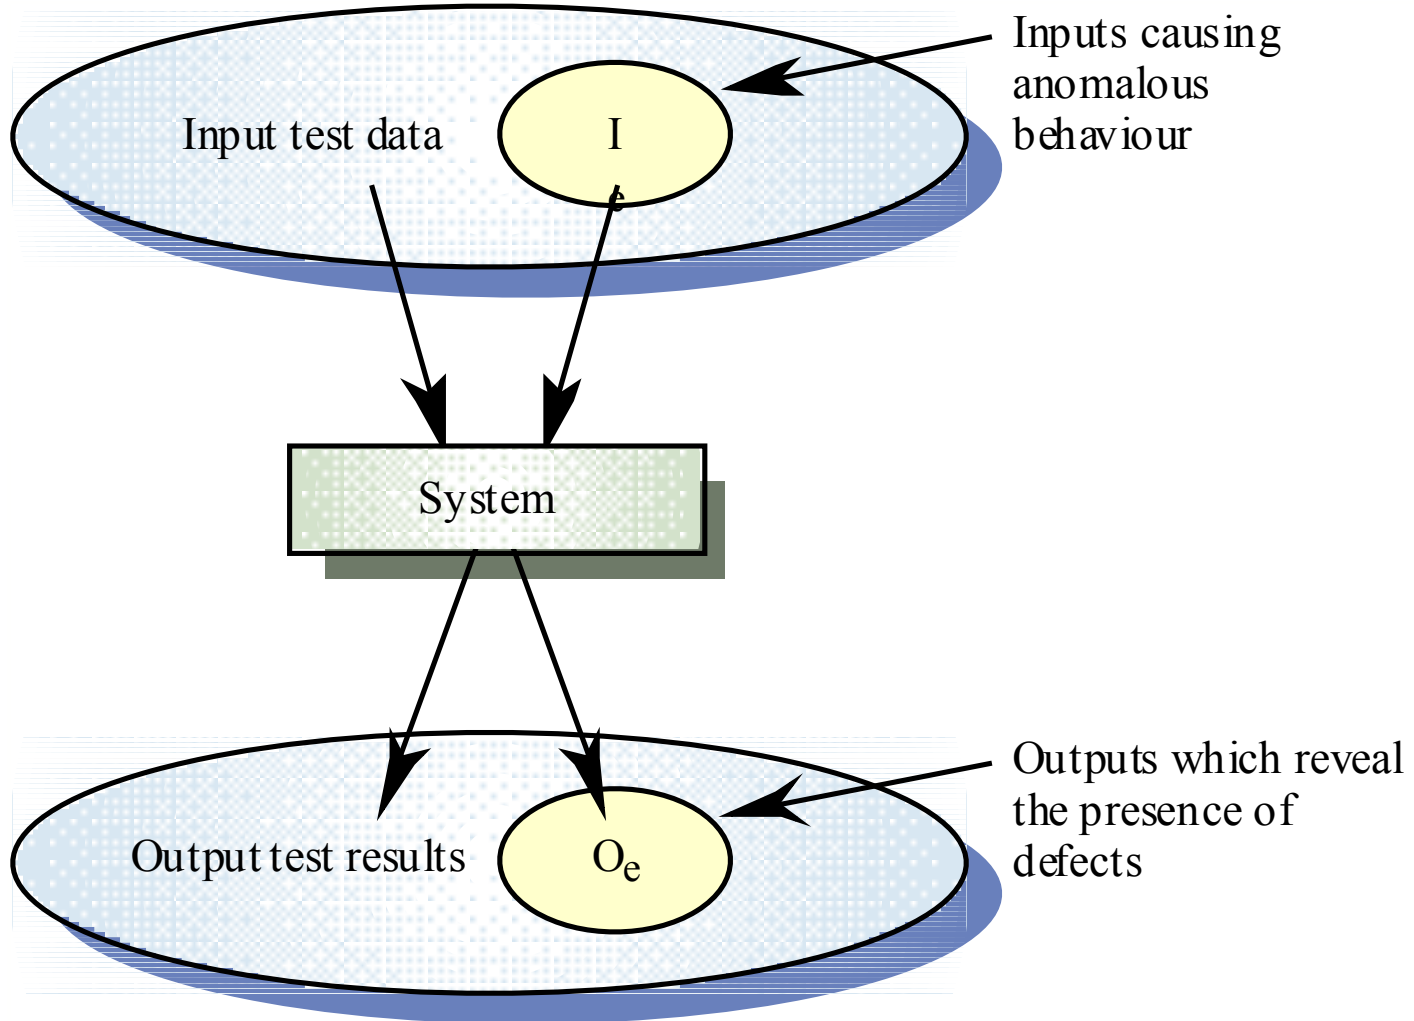 Inputs causing
anomalous
behaviour
Input test data
I
e
System
Outputs which reveal
the presence of
defects
Output test results
Oe